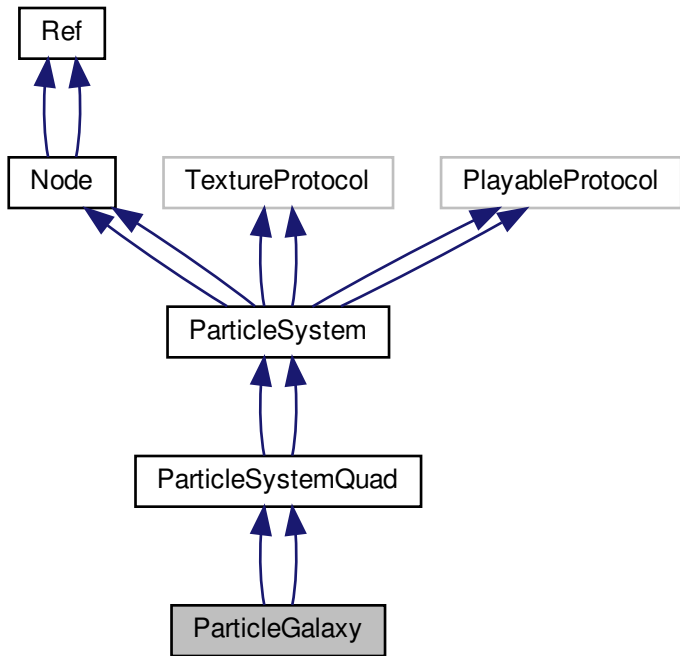 Ref
Node
TextureProtocol
PlayableProtocol
ParticleSystem
ParticleSystemQuad
ParticleGalaxy